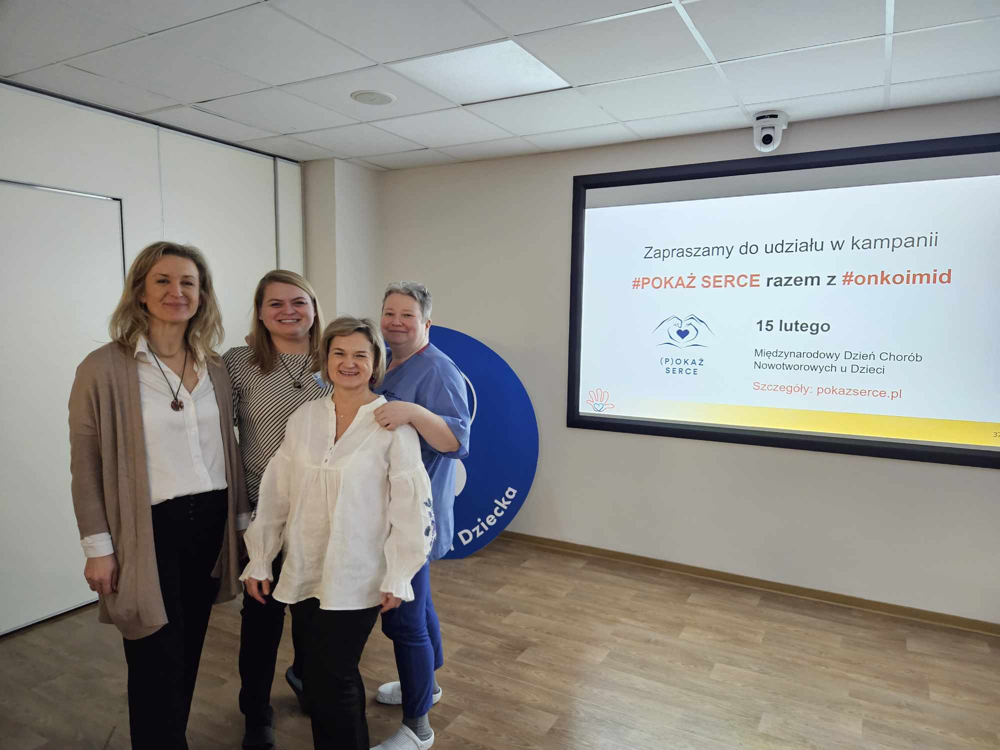 Zapraszamy do udziału w kampanii
#POKAŻ SERCE razem z #onkoimid
15 lutego
Międzynarodowy Dzień Chorób
Nowotworowych u Dzieci
Szczegóły: pokazserce.pl
(P)OKAŻ
SERCE
37
Dziecka